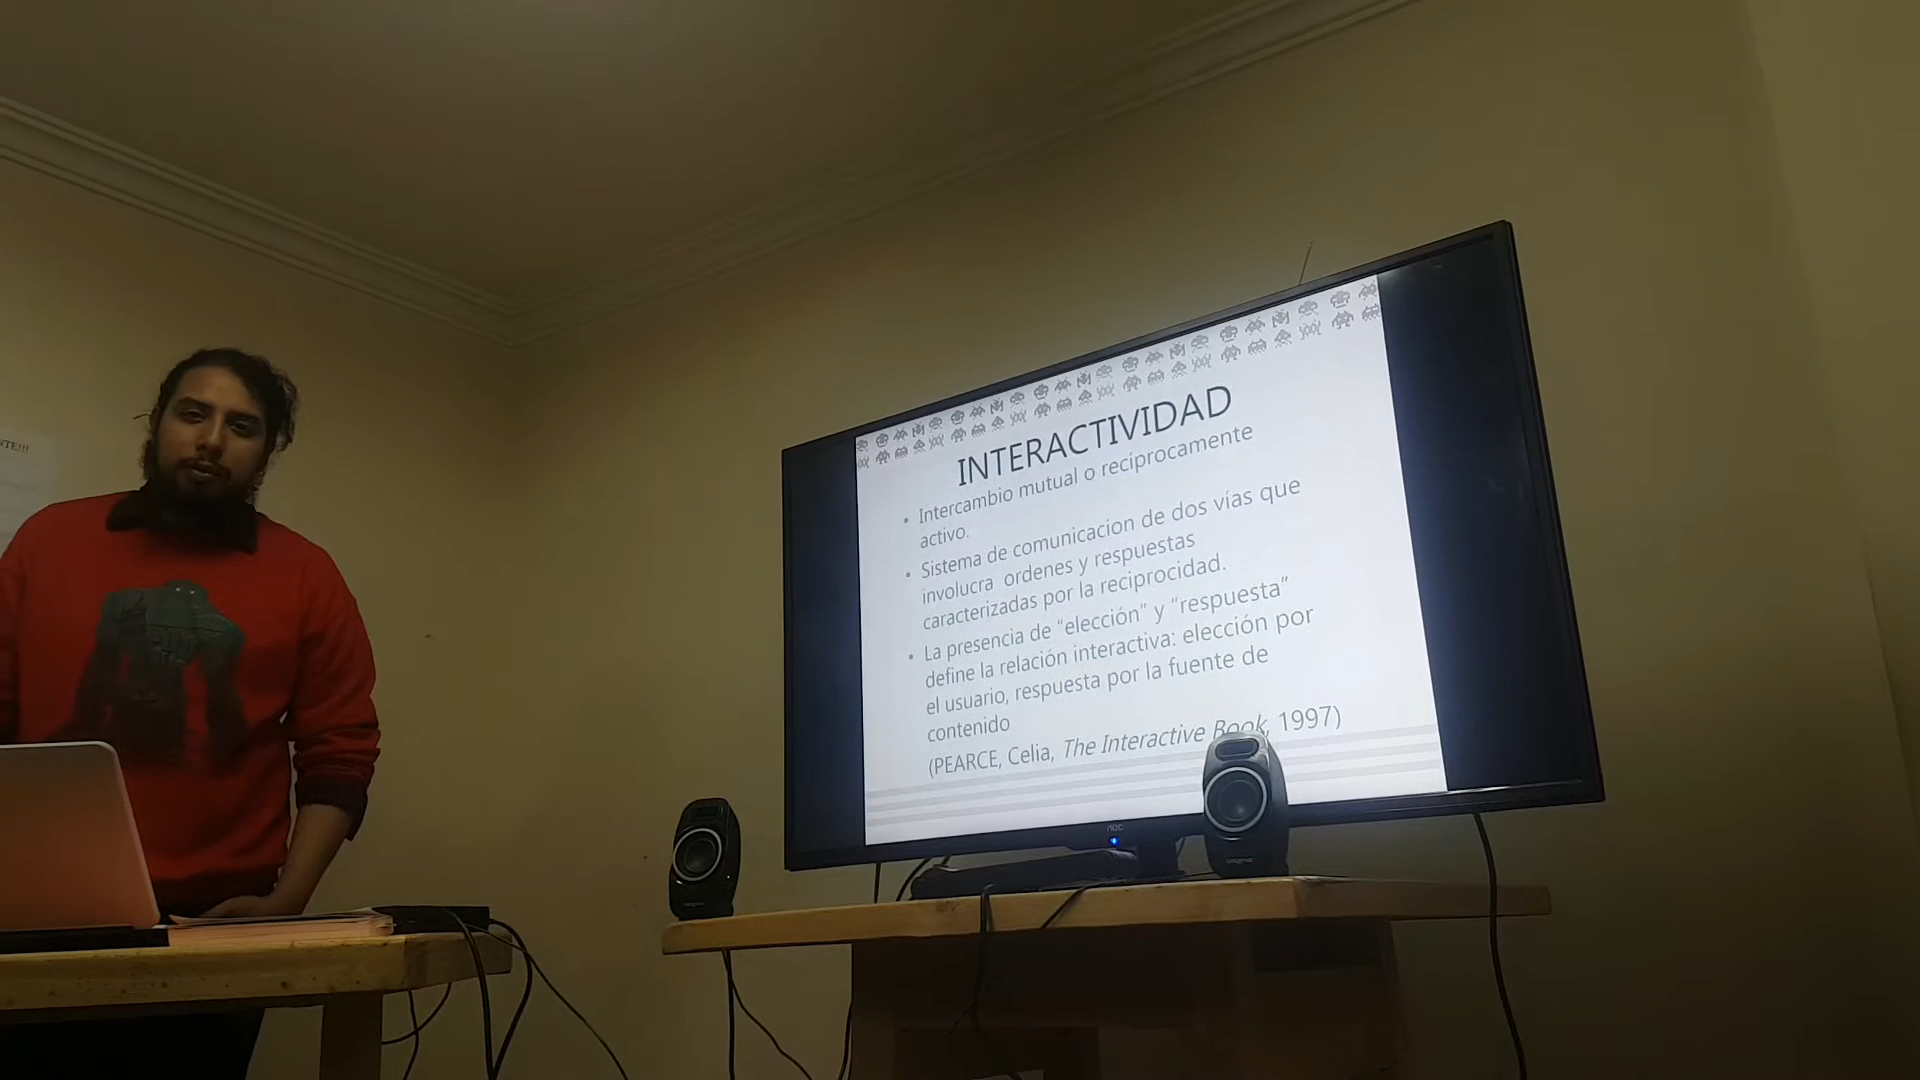 NTE!!!
INTERACTIVIDAD
• Intercambio mutual o recíprocamente
activo.
• Sistema de comunicacion de dos vías que
involucra ordenes y respuestas
caracterizadas por la reciprocidad.
• La presencia de “elección” y “respuesta”
define la relación interactiva: elección por
el usuario, respuesta por la fuente de
contenido
(PEARCE, Celia, The Interactive Book, 1997)
AOC